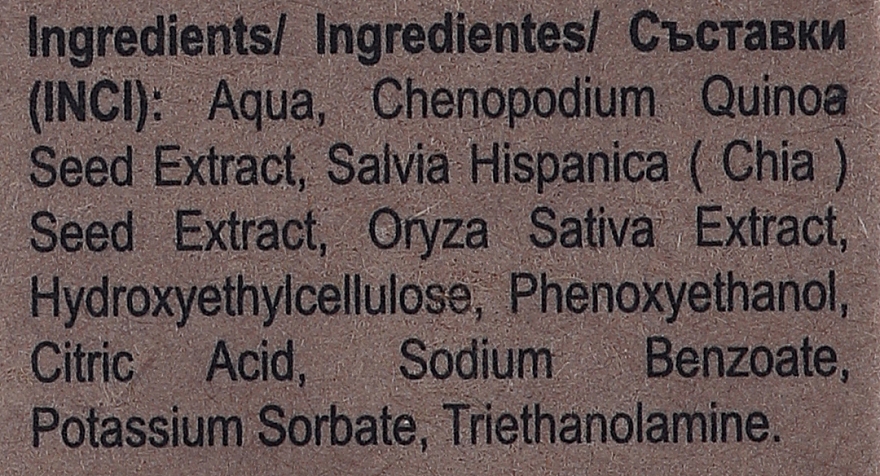 Ingredients/ Ingredientes/ Съставки
(INCI): Aqua, Chenopodium Quinoa
Seed Extract, Salvia Hispanica ( Chia )
Seed Extract, Oryza Sativa Extract,
Hydroxyethylcellulose, Phenoxyethanol,
Citric Acid, Sodium Benzoate,
Potassium Sorbate, Triethanolamine.